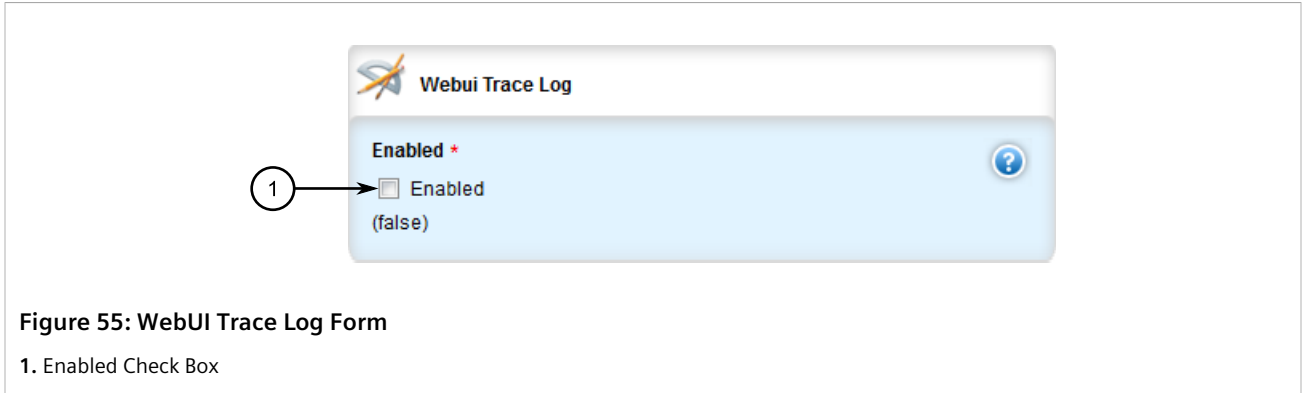 Webui Trace Log
Enabled *
1
Enabled
(false)
Figure 55: WebUI Trace Log Form
1. Enabled Check Box